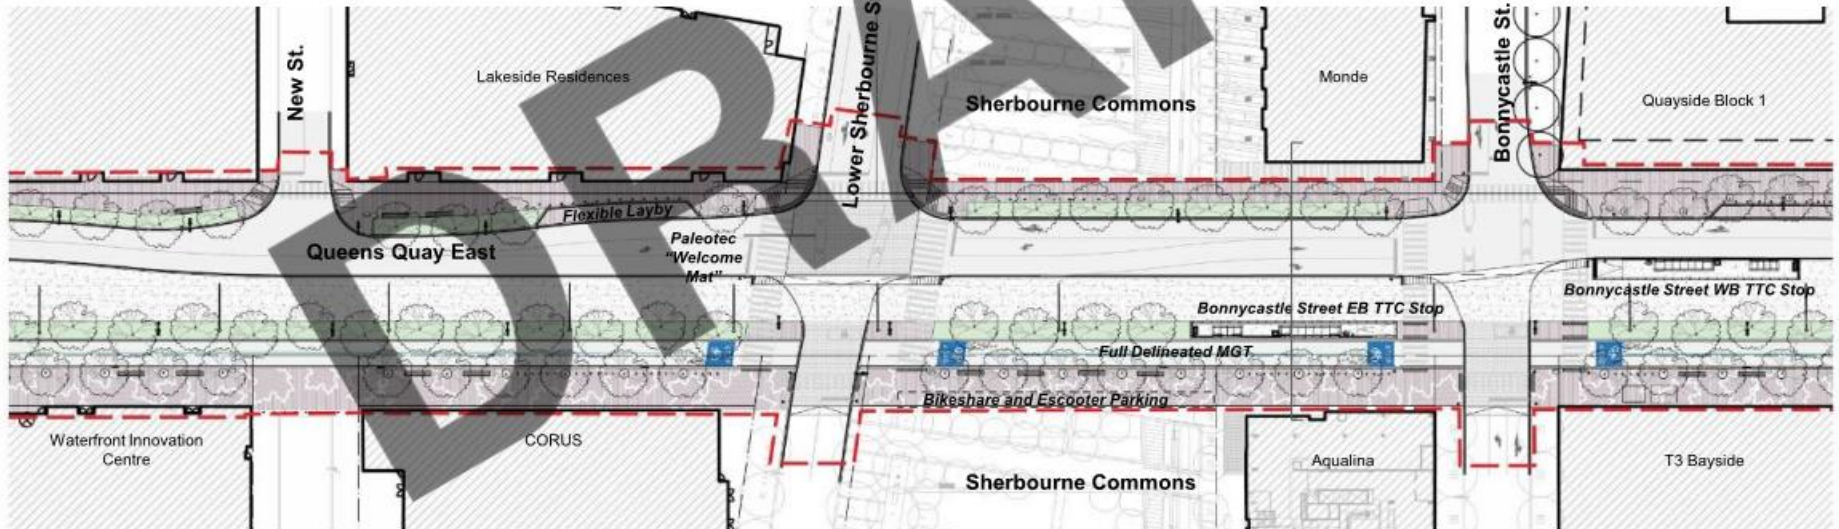 New St.
Lakeside Residences
Lower Sherbourne S
Sherbourne Commons
Monde
Bonnycastle St.
Quayside Block 1
DRA
Flexible Layby
Queens Quay East
Paleotec
“Welcome
Mat”
Bonnycastle Street EB TTC Stop
Bonnycastle Street WB TTC Stop
Full Delineated MGT
Bikeshare and Escooter Parking
Waterfront Innovation
Centre
CORUS
Sherbourne Commons
Aqualina
T3 Bayside